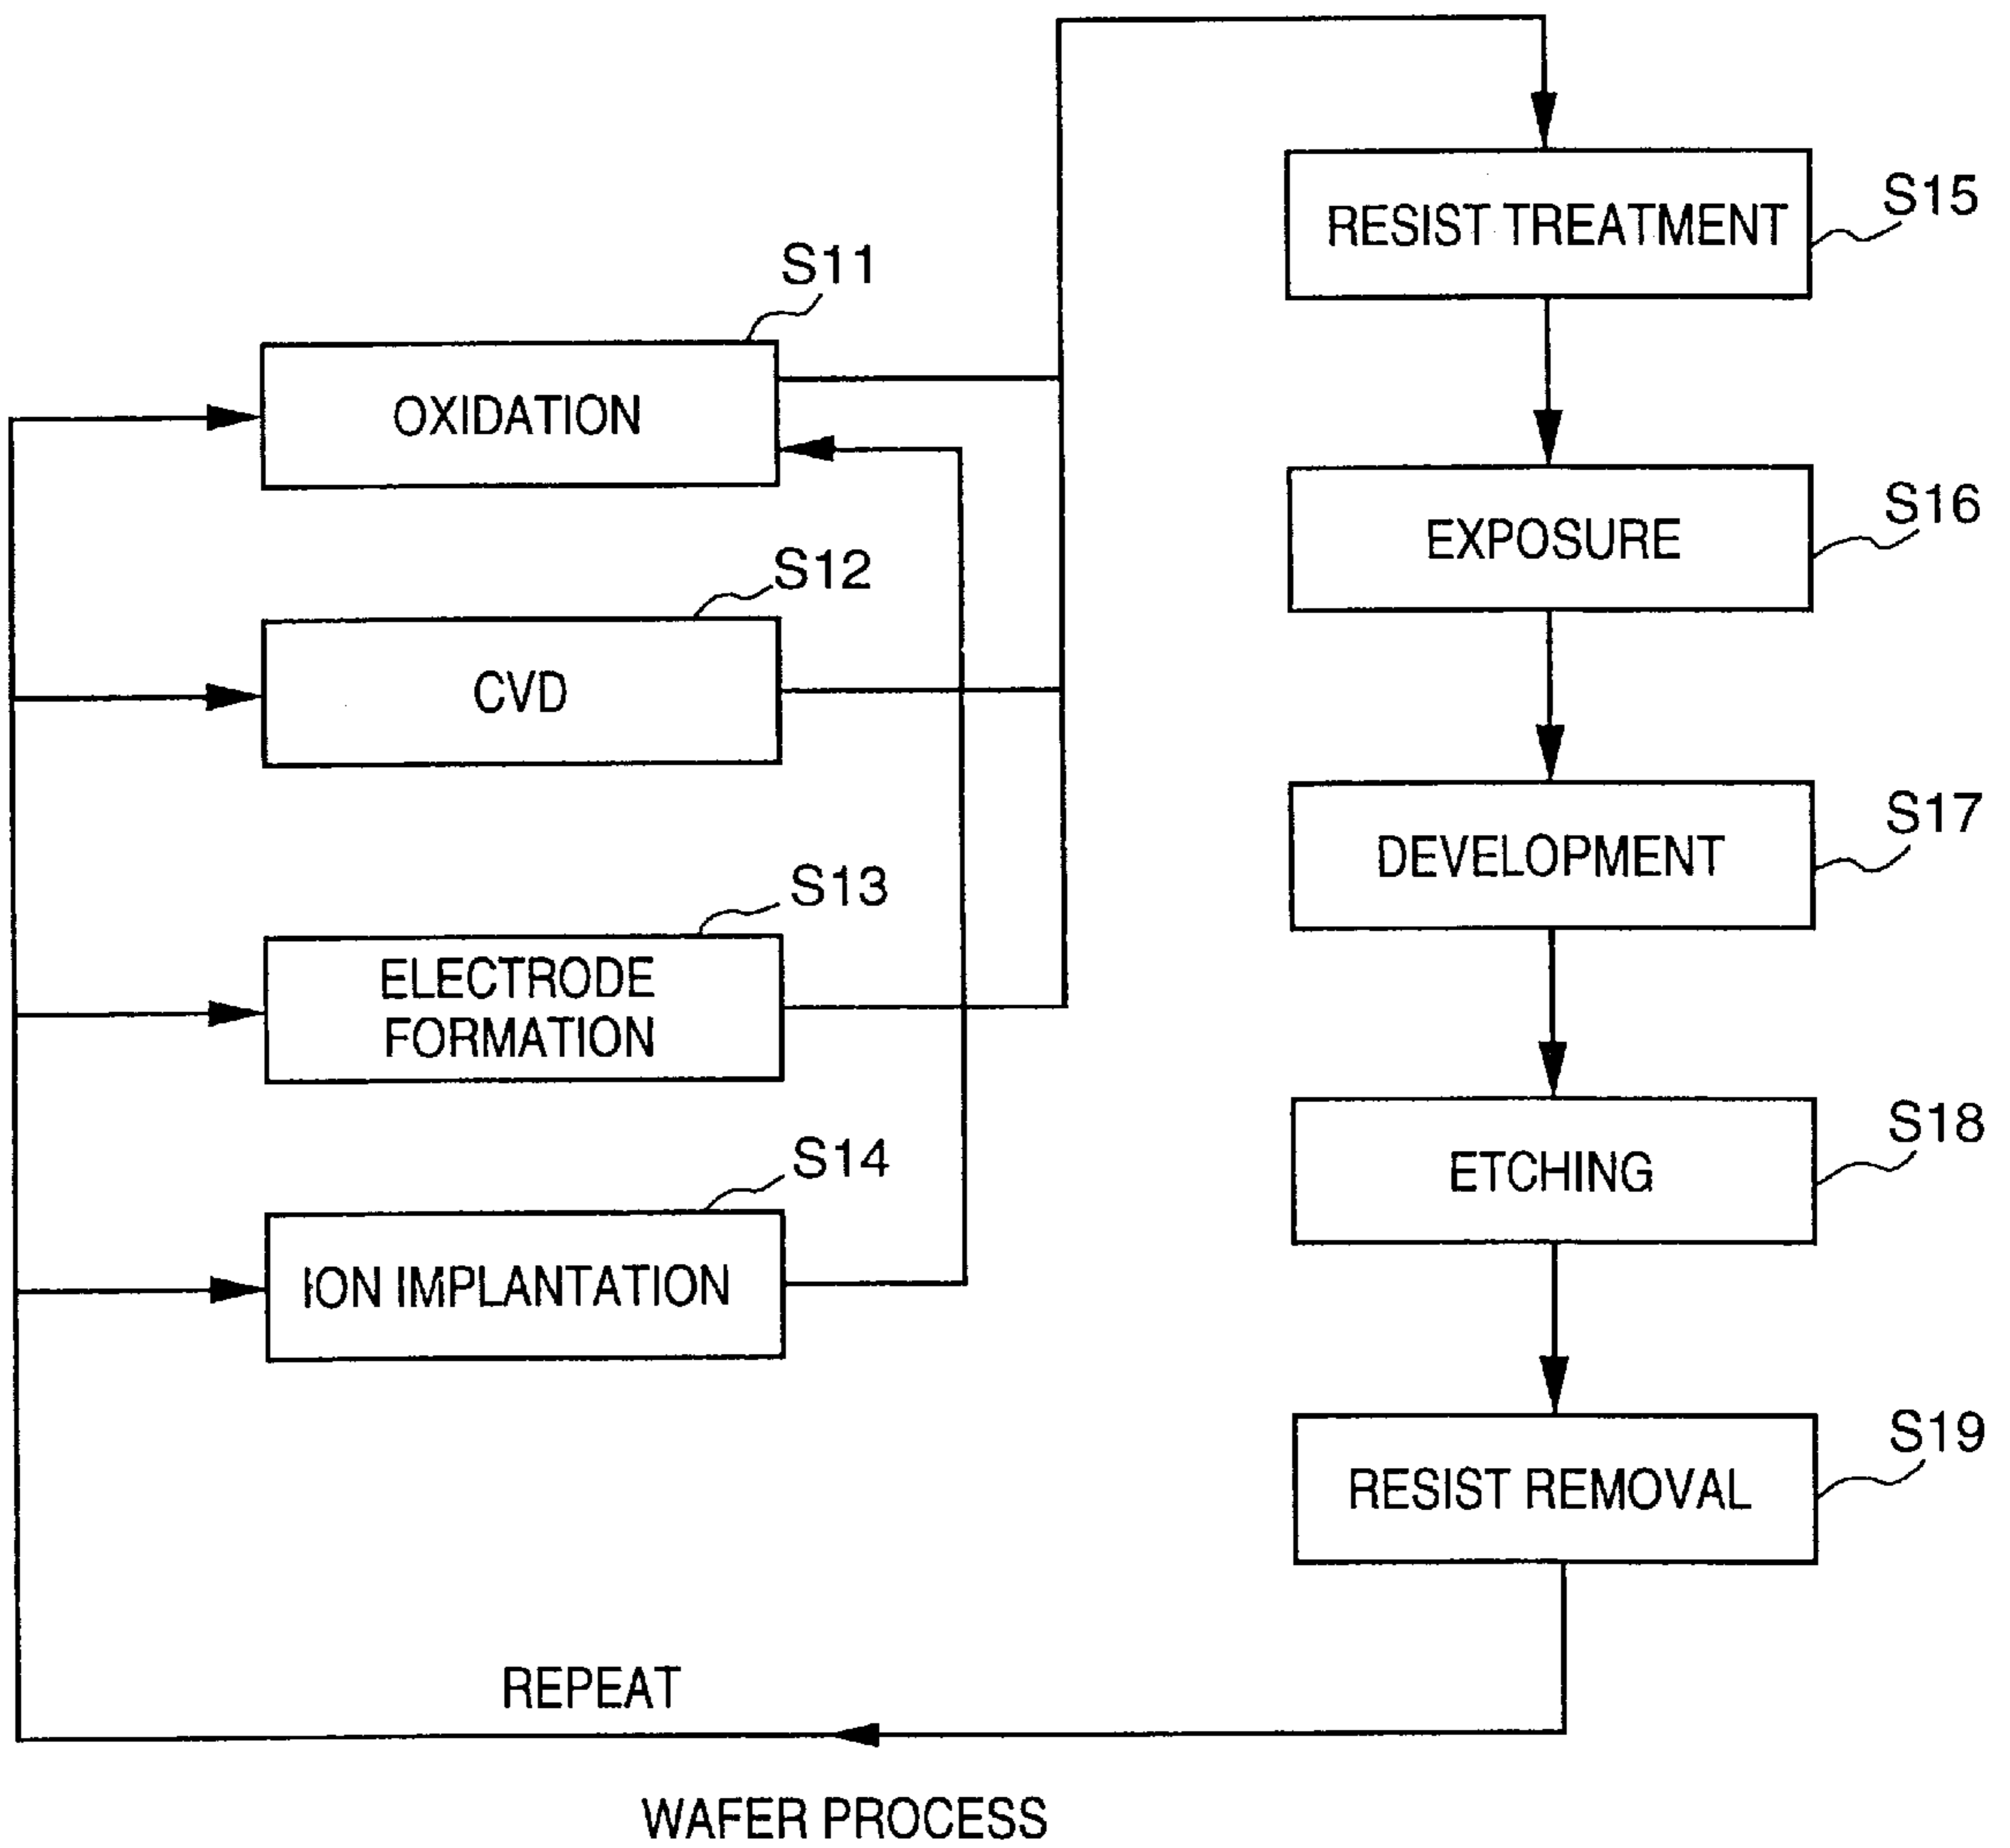 S11
OXIDATION
S12
CVD
S13
ELECTRODE
FORMATION
S14
ION IMPLANTATION
S15
RESIST TREATMENT
S16
EXPOSURE
S17
DEVELOPMENT
S18
ETCHING
S19
RESIST REMOVAL
REPEAT
WAFER PROCESS